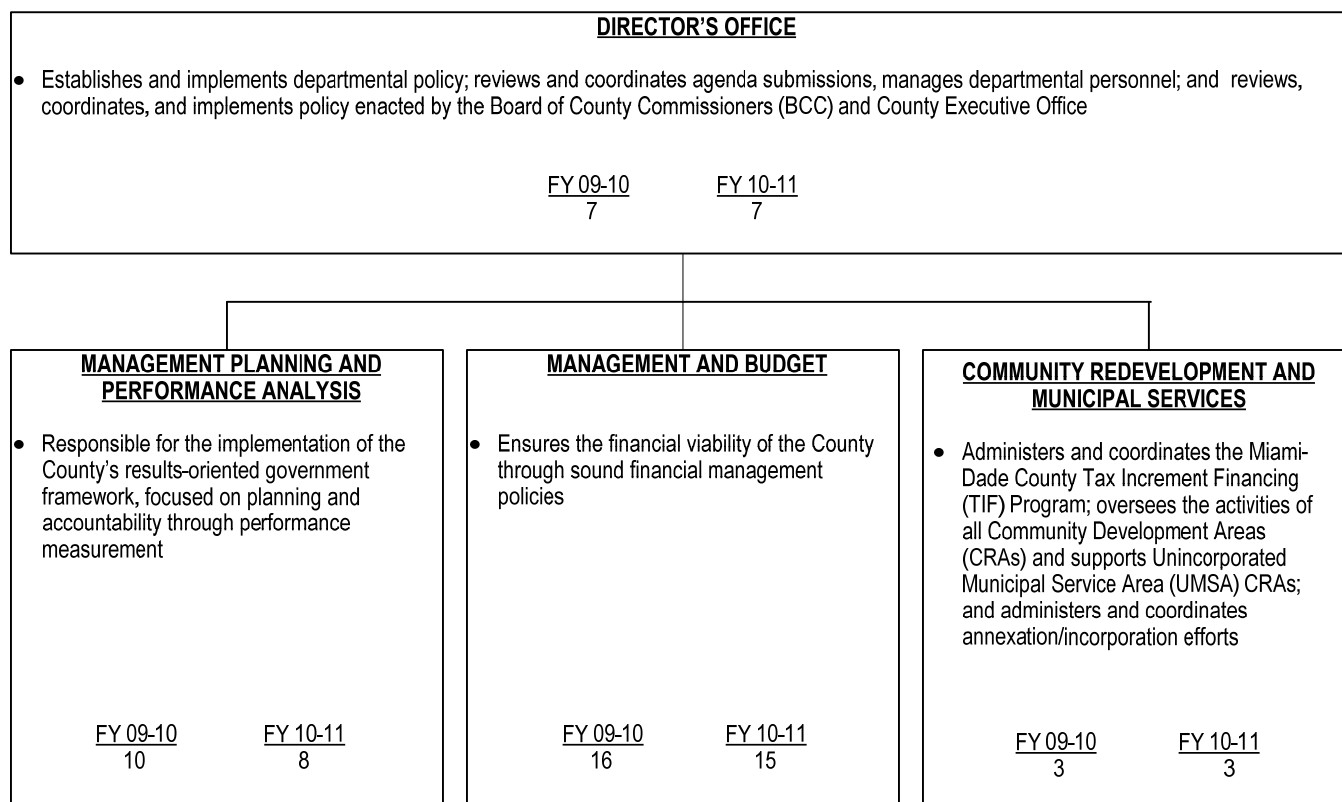 DIRECTOR'S OFFICE
• Establishes and implements departmental policy; reviews and coordinates agenda submissions, manages departmental personnel; and reviews,
coordinates, and implements policy enacted by the Board of County Commissioners (BCC) and County Executive Office
FY 09-10 FY 10-11
7 7
MANAGEMENT PLANNING AND
PERFORMANCE ANALYSIS
• Responsible for the implementation of the
County's results-oriented government
framework, focused on planning and
accountability through performance
measurement
FY 09-10 FY 10-11
10 8
MANAGEMENT AND BUDGET
• Ensures the financial viability of the County
through sound financial management
policies
FY 09-10 FY 10-11
16 15
COMMUNITY REDEVELOPMENT AND
MUNICIPAL SERVICES
• Administers and coordinates the Miami-
Dade County Tax Increment Financing
(TIF) Program; oversees the activities of
all Community Development Areas
(CRAs) and supports Unincorporated
Municipal Service Area (UMSA) CRAs;
and administers and coordinates
annexation/incorporation efforts
FY 09-10 FY 10-11
3 3